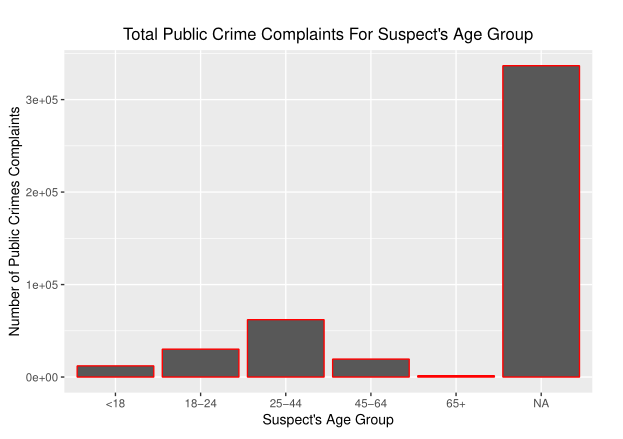 Total Public Crime Complaints For Suspect's Age Group
Number of Public Crimes Complaints
3e+05
2e+05
1e+05
0e+00
<18
18−24
25−44
45−64
65+
NA
Suspect's Age Group